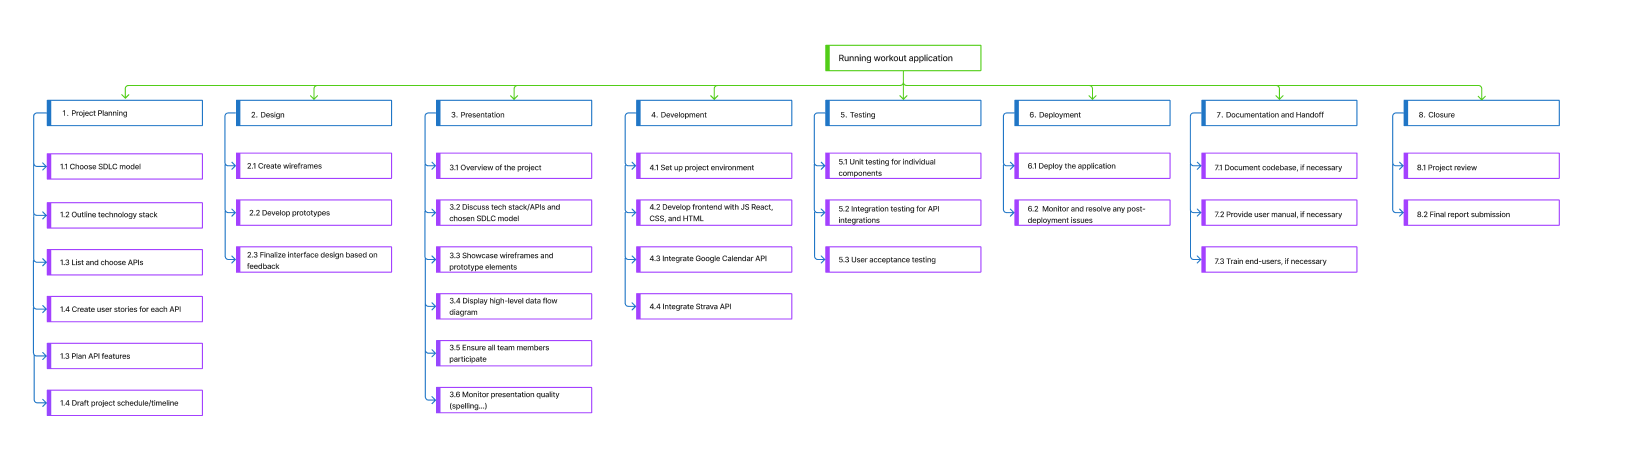 Running workout application
1. Project Planning
1.1 Choose SDLC model
1.2 Outline technology stack
1.3 List and choose APIs
1.4 Create user stories for each API
1.3 Plan API features
1.4 Draft project schedule/timeline
2. Design
2.1 Create wireframes
2.2 Develop prototypes
2.3 Finalize interface design based on
feedback
3. Presentation
3.1 Overview of the project
3.2 Discuss tech stack/APIs and
chosen SDLC model
3.3 Showcase wireframes and
prototype elements
3.4 Display high-level data flow
diagram
3.5 Ensure all team members
participate
3.6 Monitor presentation quality
(spelling...)
4. Development
4.1 Set up project environment
4.2 Develop frontend with JS React,
CSS, and HTML
4.3 Integrate Google Calendar API
4.4 Integrate Strava API
5. Testing
5.1 Unit testing for individual
components
5.2 Integration testing for API
integrations
5.3 User acceptance testing
6. Deployment
6.1 Deploy the application
6.2 Monitor and resolve any post-
deployment issues
7. Documentation and Handoff
7.1 Document codebase, if necessary
7.2 Provide user manual, if necessary
7.3 Train end-users, if necessary
8. Closure
8.1 Project review
8.2 Final report submission